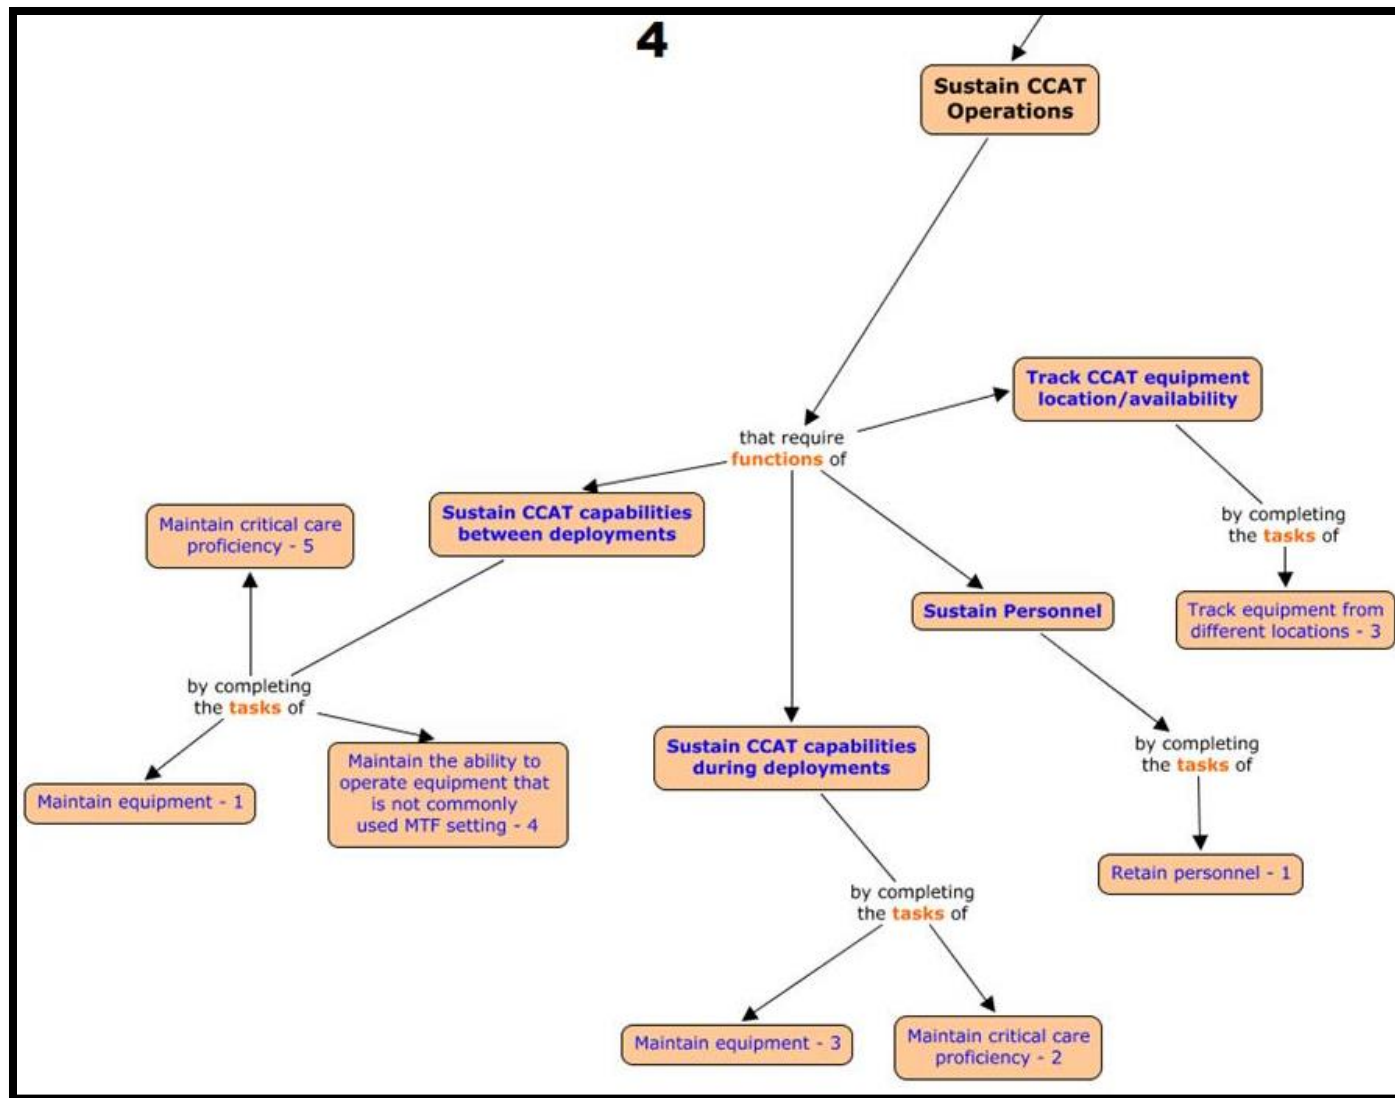 4
Sustain CCAT
Operations
Track CCAT equipment
location/availability
that require
functions of
Sustain CCAT capabilities
between deployments
Maintain critical care
proficiency - 5
by completing
the tasks of
Track equipment from
different locations - 3
Sustain Personnel
by completing
the tasks of
Maintain equipment - 1
Maintain the ability to
operate equipment that
is not commonly
used MTF setting - 4
Sustain CCAT capabilities
during deployments
by completing
the tasks of
Retain personnel - 1
by completing
the tasks of
Maintain equipment - 3
Maintain critical care
proficiency - 2